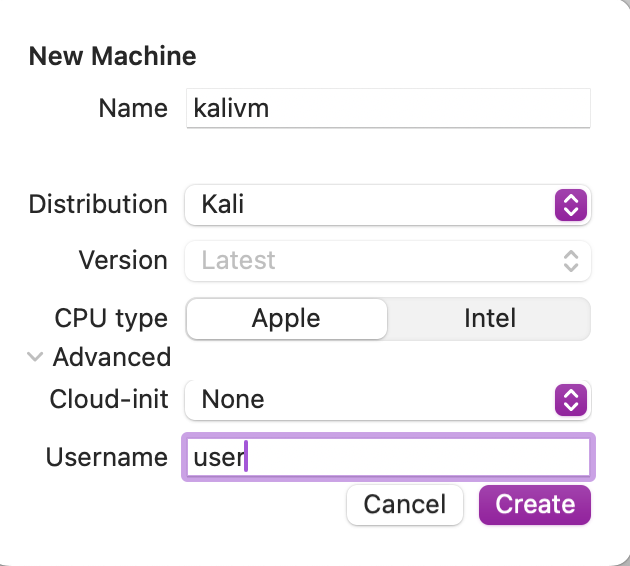 New Machine
Name kalivm
Distribution Kali
Version Latest
CPU type Apple Intel
Advanced
Cloud-init None
Username user
Cancel Create